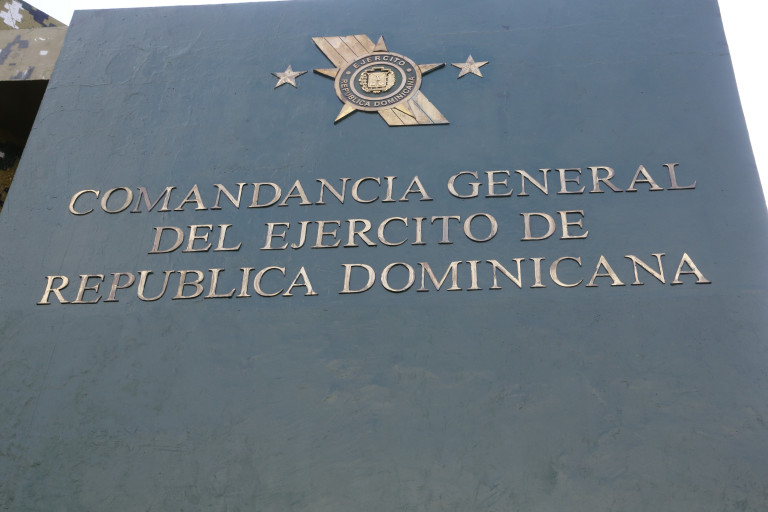 EJERCITO
REPUBLICA DOMINICANA
COMANDANCIA GENERAL
DEL EJERCITO DE
REPUBLICA DOMINICANA